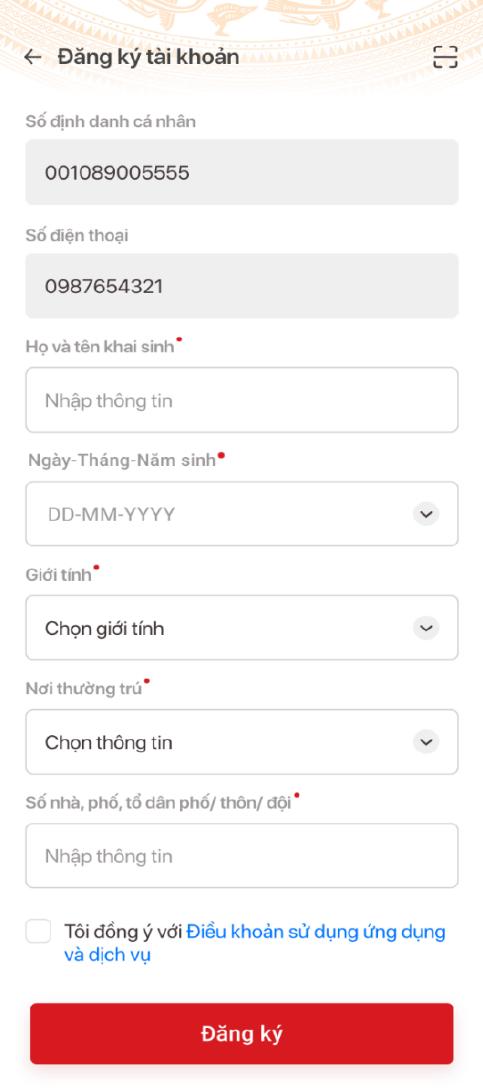 Đăng ký tài khoản
Số định danh cá nhân
001089005555
Số điện thoại
0987654321
Họ và tên khai sinh
Nhập thông tin
Ngày-Tháng-Năm sinh
DD-MM-YYYY
Giới tính
Chọn giới tính
Nơi thường trú
Chọn thông tin
Số nhà, phố, tổ dân phố/ thôn/ đội
Nhập thông tin
Tôi đồng ý với Điều khoản sử dụng ứng dụng
và dịch vụ
Đăng ký